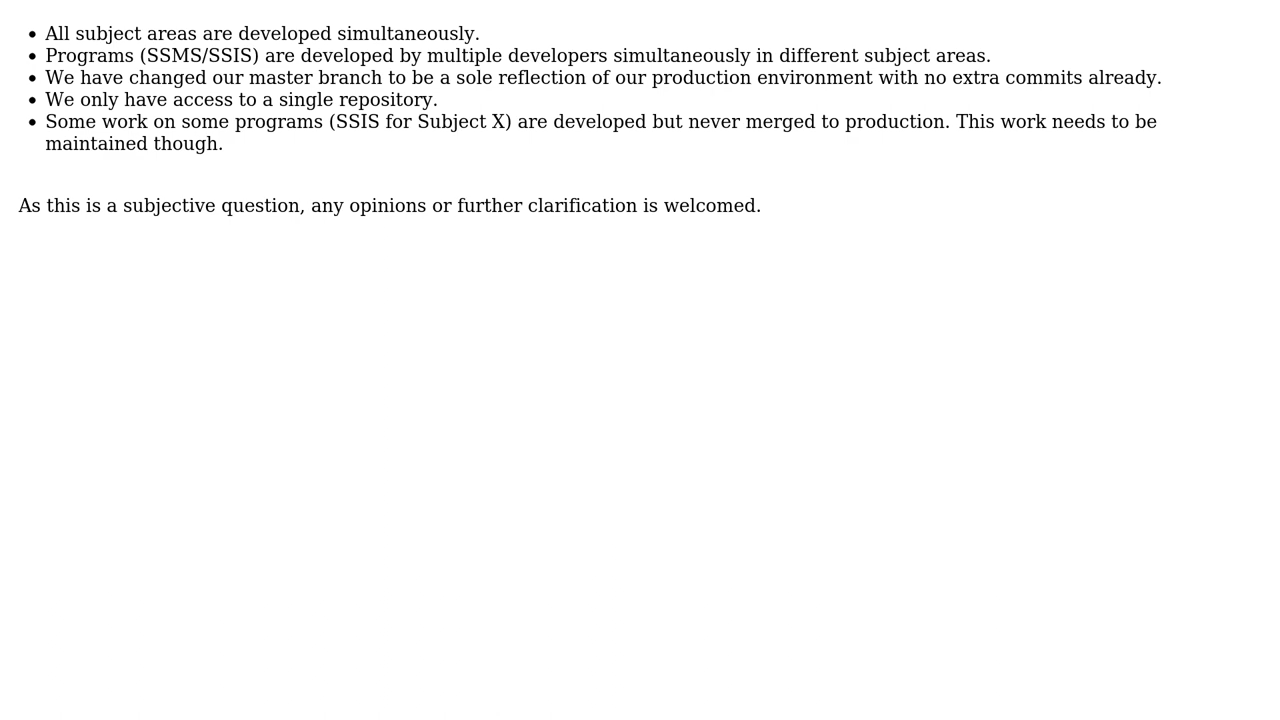 • All subject areas are developed simultaneously.
• Programs (SSMS/SSIS) are developed by multiple developers simultaneously in different subject areas.
• We have changed our master branch to be a sole reflection of our production environment with no extra commits already.
• We only have access to a single repository.
• Some work on some programs (SSIS for Subject X) are developed but never merged to production. This work needs to be
maintained though.
As this is a subjective question, any opinions or further clarification is welcomed.